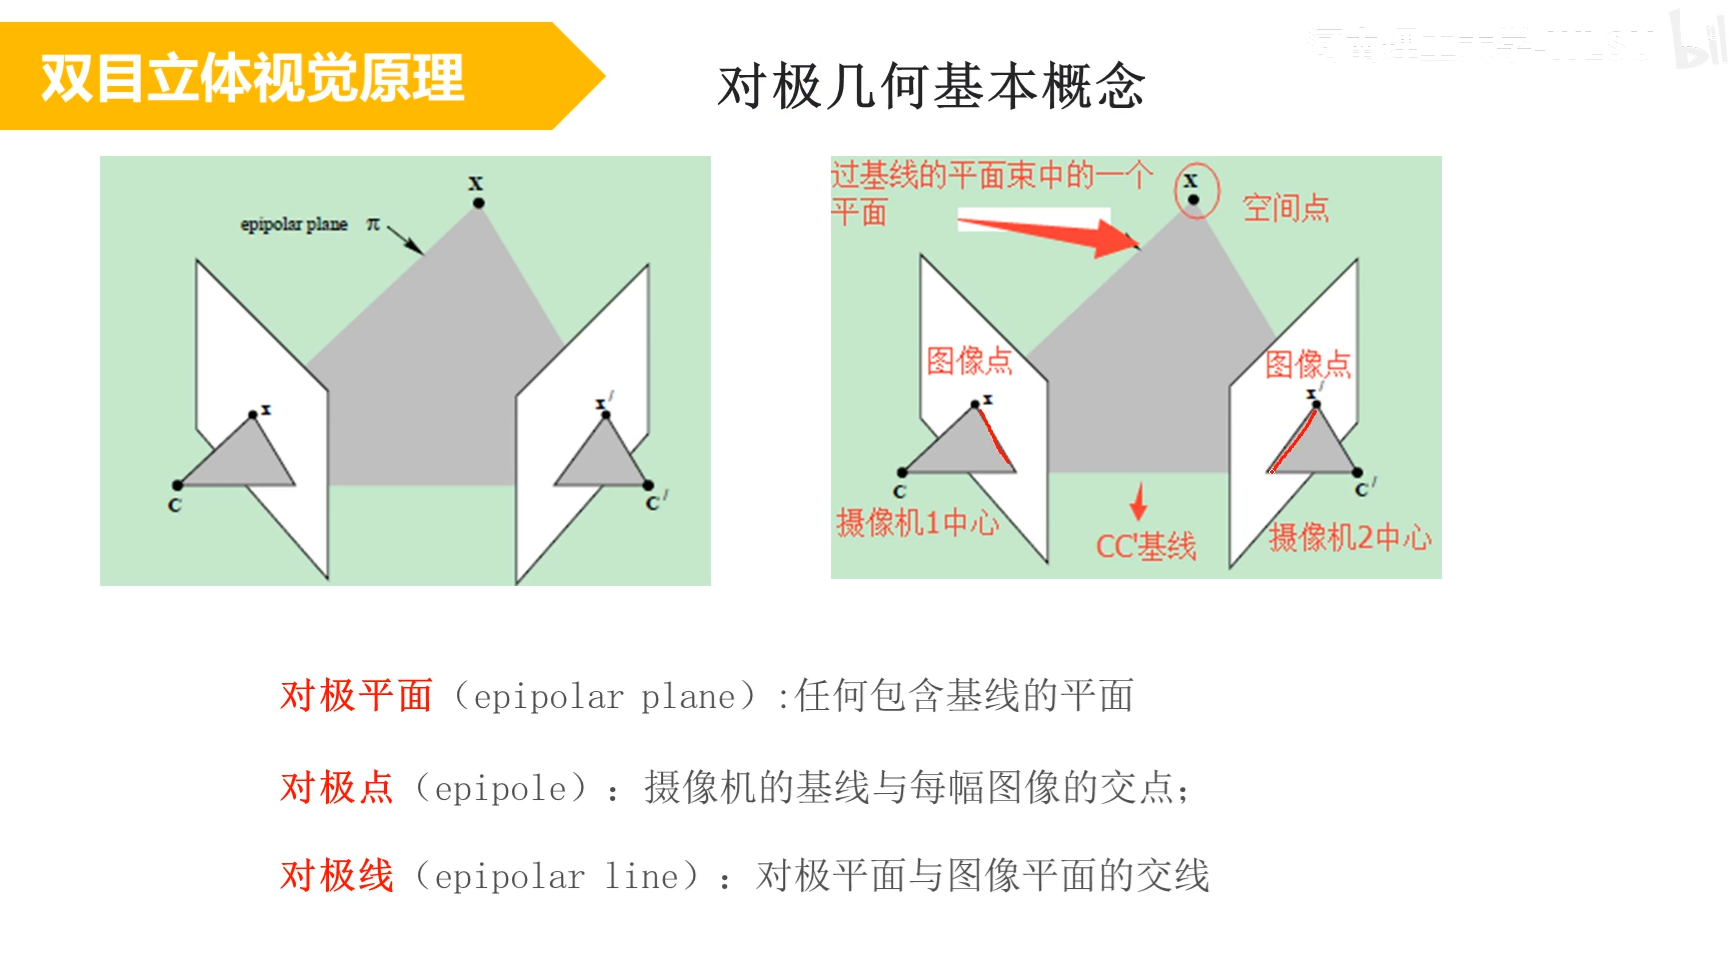 双目立体视觉原理
对极几何基本概念
X
epipolar plane π
x
x/
C
C/
过基线的平面束中的一个
平面
X
空间点
图像点
图像点
x
x/
C
C/
摄像机1中心
CC'基线
摄像机2中心
对极平面（epipolar plane）:任何包含基线的平面
对极点（epipole）：摄像机的基线与每幅图像的交点；
对极线（epipolar line）：对极平面与图像平面的交线